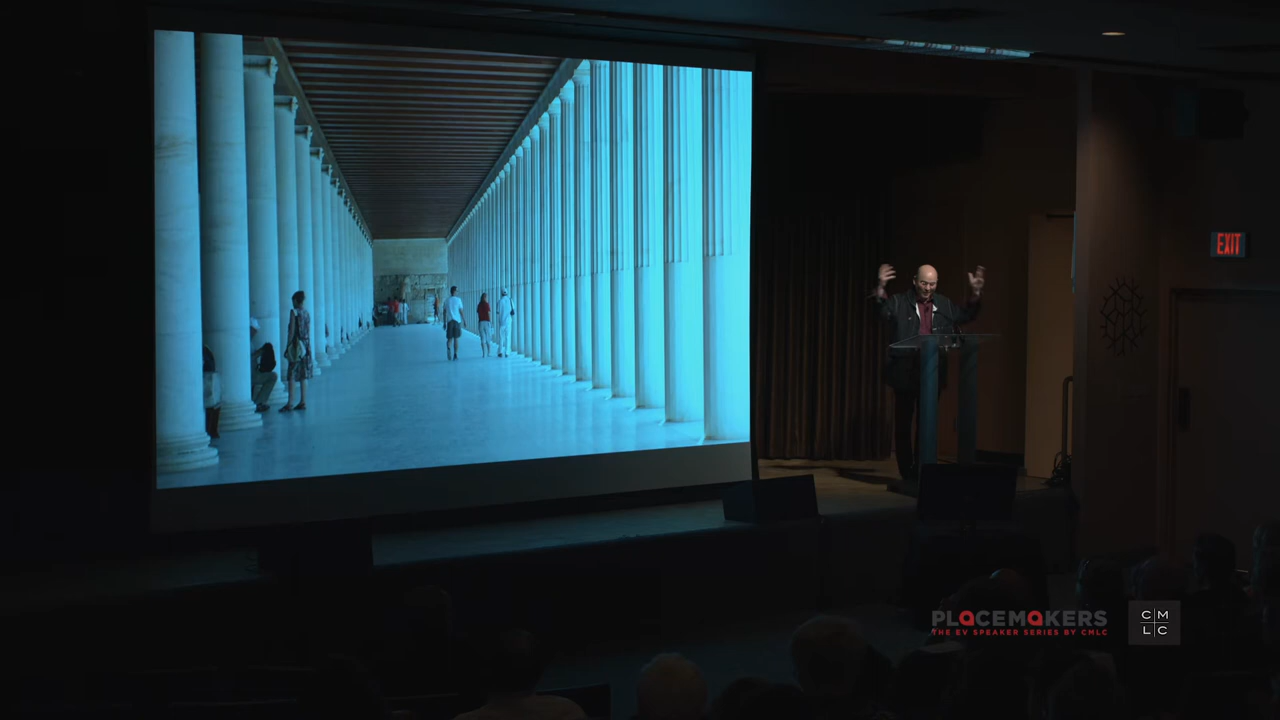 EXIT
PLACEMAKERS
THE EV SPEAKER SERIES BY CMLC
CM
LC